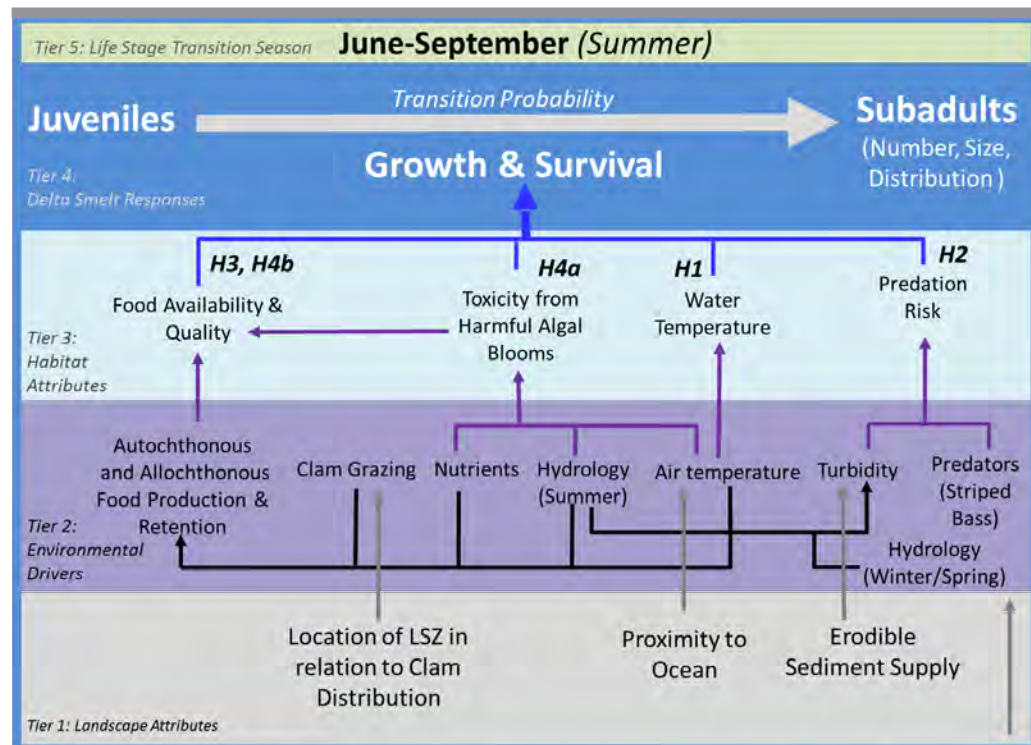 Tier 5: Life Stage Transition Season June-September (Summer)
Transition Probability
Juveniles
Subadults
(Number, Size,
Distribution )
Growth & Survival
Tier 4:
Delta Smelt Responses
H3, H4b
H4a
H1
H2
Food Availability &
Quality
Toxicity from
Harmful Algal
Blooms
Water
Temperature
Predation
Risk
Tier 3:
Habitat
Attributes
Autochthonous
and Allochthonous
Food Production &
Retention
Clam Grazing
Nutrients
Hydrology
(Summer)
Air temperature
Turbidity
Predators
(Striped
Bass)
Tier 2:
Environmental
Drivers
Hydrology
(Winter/Spring)
Location of LSZ in
relation to Clam
Distribution
Proximity to
Ocean
Erodible
Sediment Supply
Tier 1: Landscape Attributes